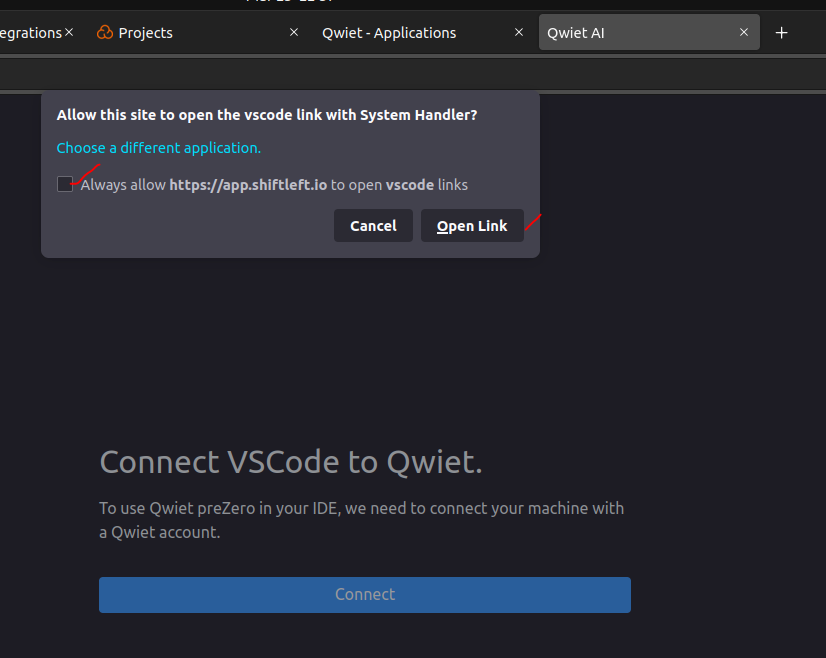 egrations
Projects
Qwiet - Applications
Qwiet AI
Allow this site to open the vscode link with System Handler?
Choose a different application.
Always allow https://app.shiftleft.io to open vscode links
Cancel
Open Link
Connect VSCode to Qwiet.
To use Qwiet preZero in your IDE, we need to connect your machine with
a Qwiet account.
Connect